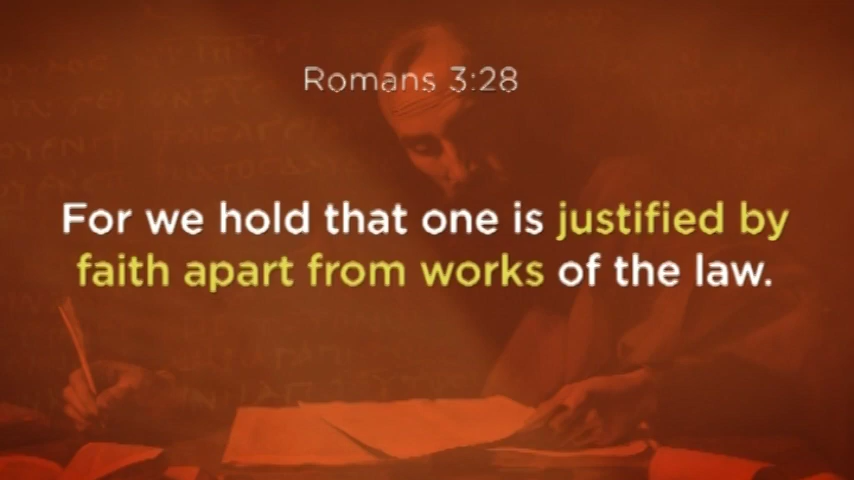 Romans 3:28
For we hold that one is justified by
faith apart from works of the law.